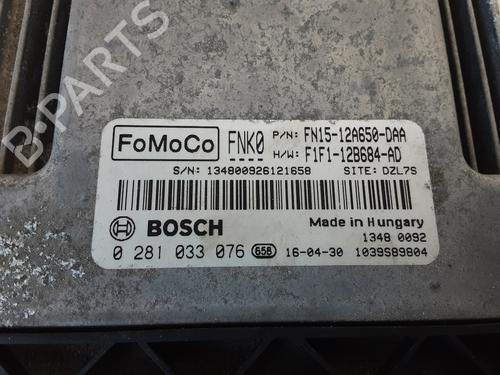 FoMoCo
FNK0
P/N: FN15-12A650-DAA
H/W: F1F1-12B684-AD
S/N: 134800926121658 SITE: DZL7S
BOSCH
Made in Hungary
1348 0092
0 281 033 076 656 16-04-30 1039S89804
B-PARTS